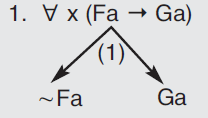 1. ∀ x (Fa → Ga)
(1)
~Fa Ga